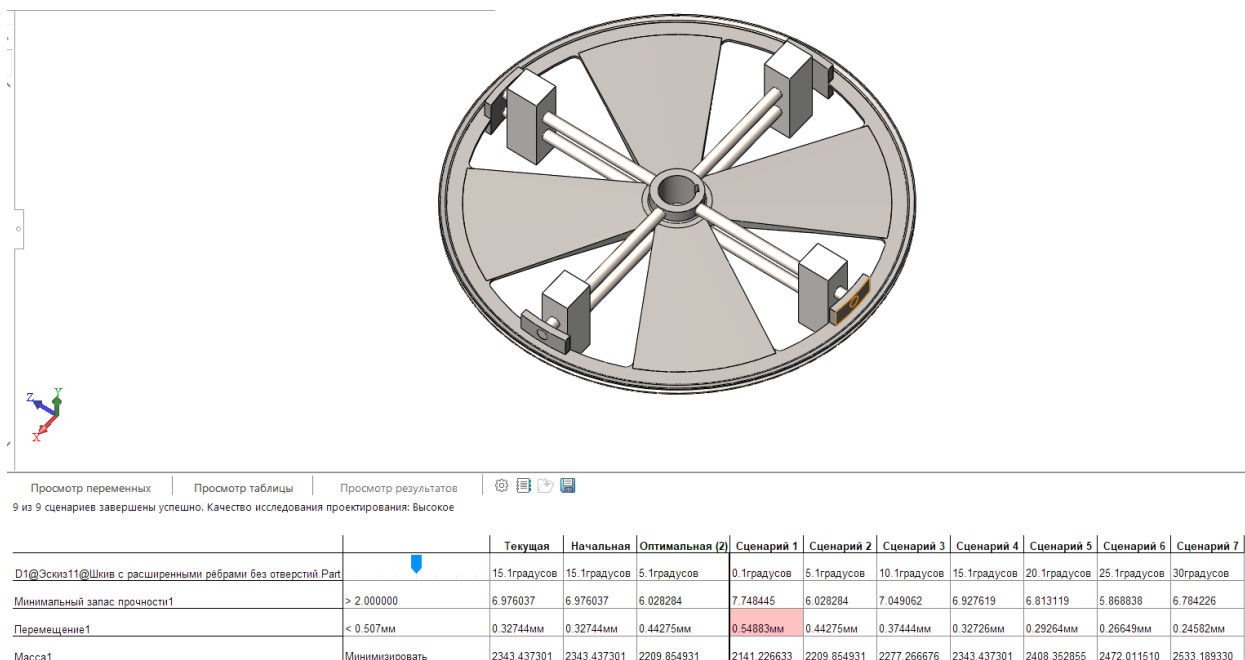 Z
Y
X
Просмотр переменных Просмотр таблицы Просмотр результатов
9 из 9 сценариев завершены успешно. Качество исследования проектирования: Высокое
Текущая Начальная Оптимальная (2) Сценарий 1 Сценарий 2 Сценарий 3 Сценарий 4 Сценарий 5 Сценарий 6 Сценарий 7
D1@Эскиз11@Шкив с расширенными рёбрами без отверстий.Part 15.1градусов 15.1градусов 5.1градусов 0.1градусов 5.1градусов 10.1градусов 15.1градусов 20.1градусов 25.1градусов 30градусов
Минимальный запас прочности1 > 2.000000 6.976037 6.976037 6.028284 7.748445 6.028284 7.049062 6.927619 6.813119 5.868838 6.784226
Перемещение1 < 0.507мм 0.32744мм 0.32744мм 0.44275мм 0.54883мм 0.44275мм 0.37444мм 0.32726мм 0.29264мм 0.26649мм 0.24582мм
Масса1 Минимизировать 2343.437301 2343.437301 2209.854931 2141.226633 2209.854931 2277.266676 2343.437301 2408.352855 2472.011510 2533.189330